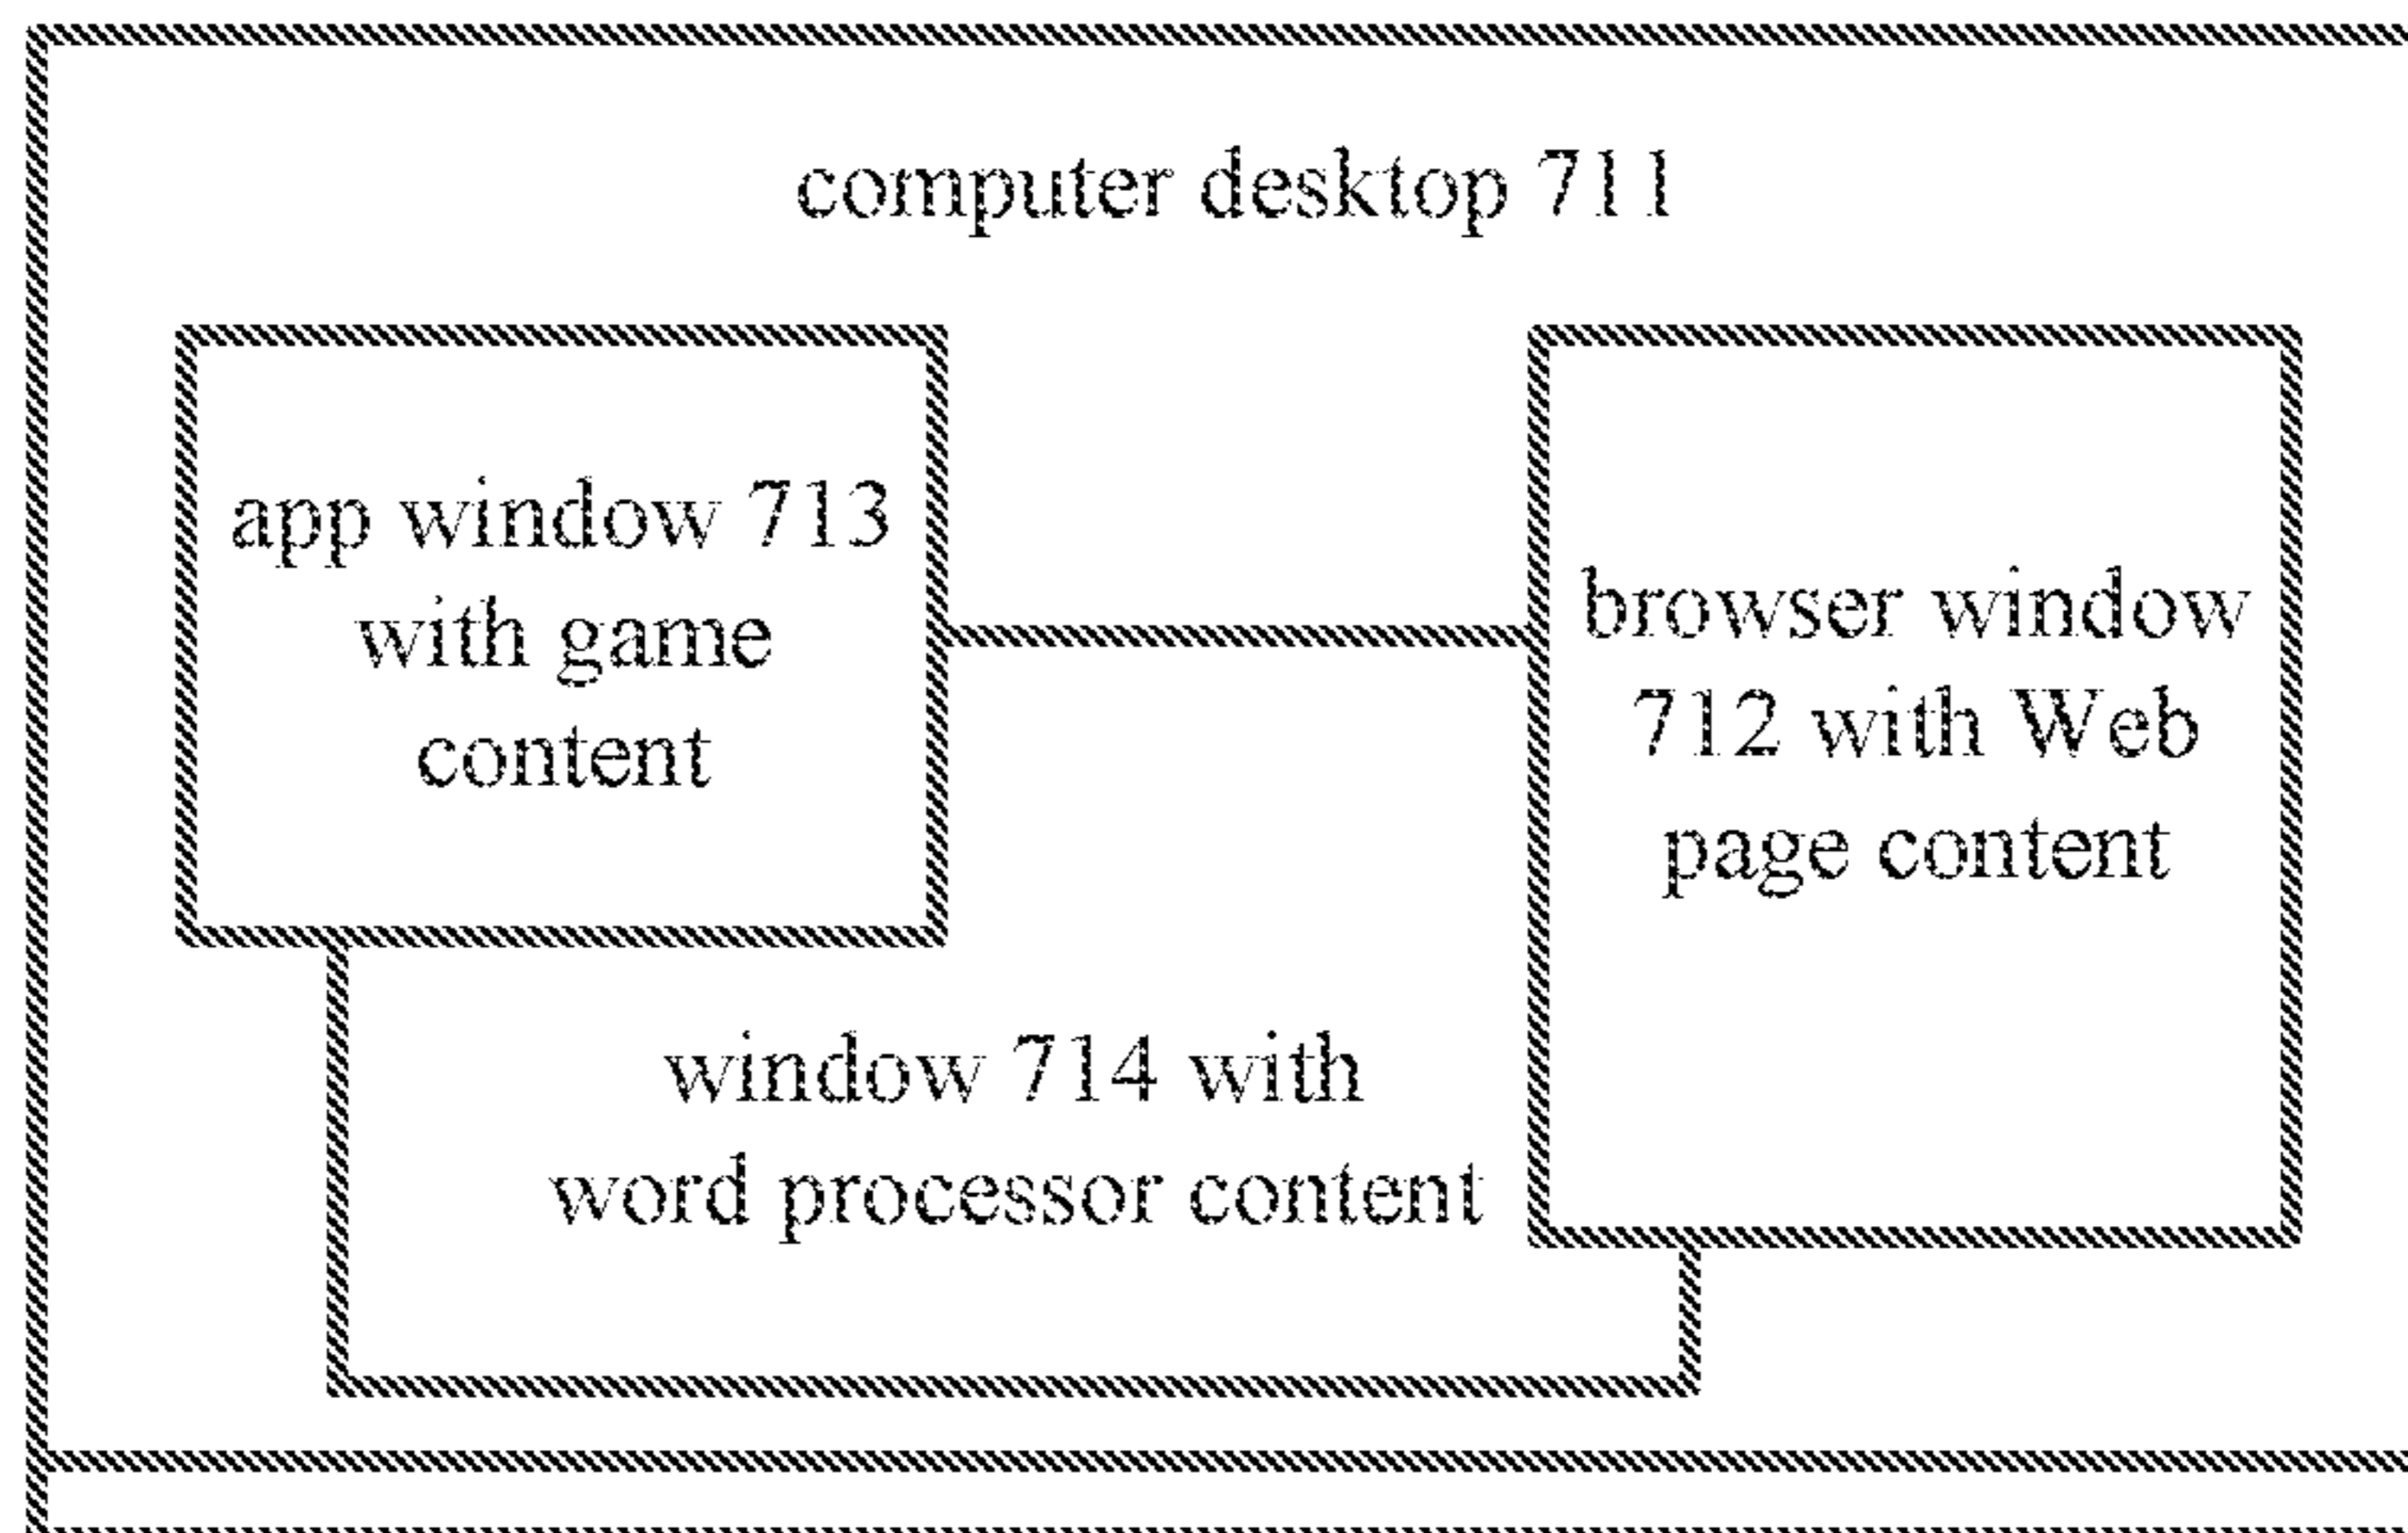 computer desktop 711
app window 713
with game
content
browser window
712 with Web
page content
window 714 with
word processor content